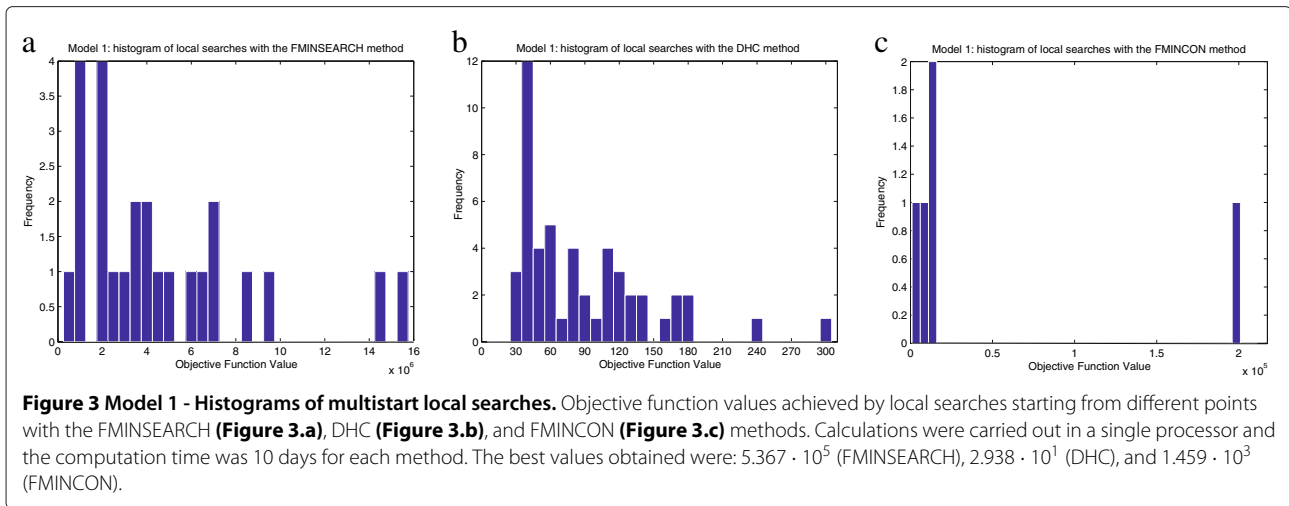 a
Model 1: histogram of local searches with the FMINSEARCH method
4
3.5
3
2.5
2
1.5
1
0.5
0
Frequency
0 2 4 6 8 10 12 14 16
Objective Function Value
x 10^6
b
Model 1: histogram of local searches with the DHC method
12
10
8
6
4
2
0
Frequency
0 30 60 90 120 150 180 210 240 270 300
Objective Function Value
c
Model 1: histogram of local searches with the FMINCON method
2
1.8
1.6
1.4
1.2
1
0.8
0.6
0.4
0.2
0
Frequency
0 0.5 1 1.5 2
Objective Function Value
x 10^5
Figure 3 Model 1 - Histograms of multistart local searches. Objective function values achieved by local searches starting from different points
with the FMINSEARCH (Figure 3.a), DHC (Figure 3.b), and FMINCON (Figure 3.c) methods. Calculations were carried out in a single processor and
the computation time was 10 days for each method. The best values obtained were: 5.367 · 10^5 (FMINSEARCH), 2.938 · 10^1 (DHC), and 1.459 · 10^3
(FMINCON).